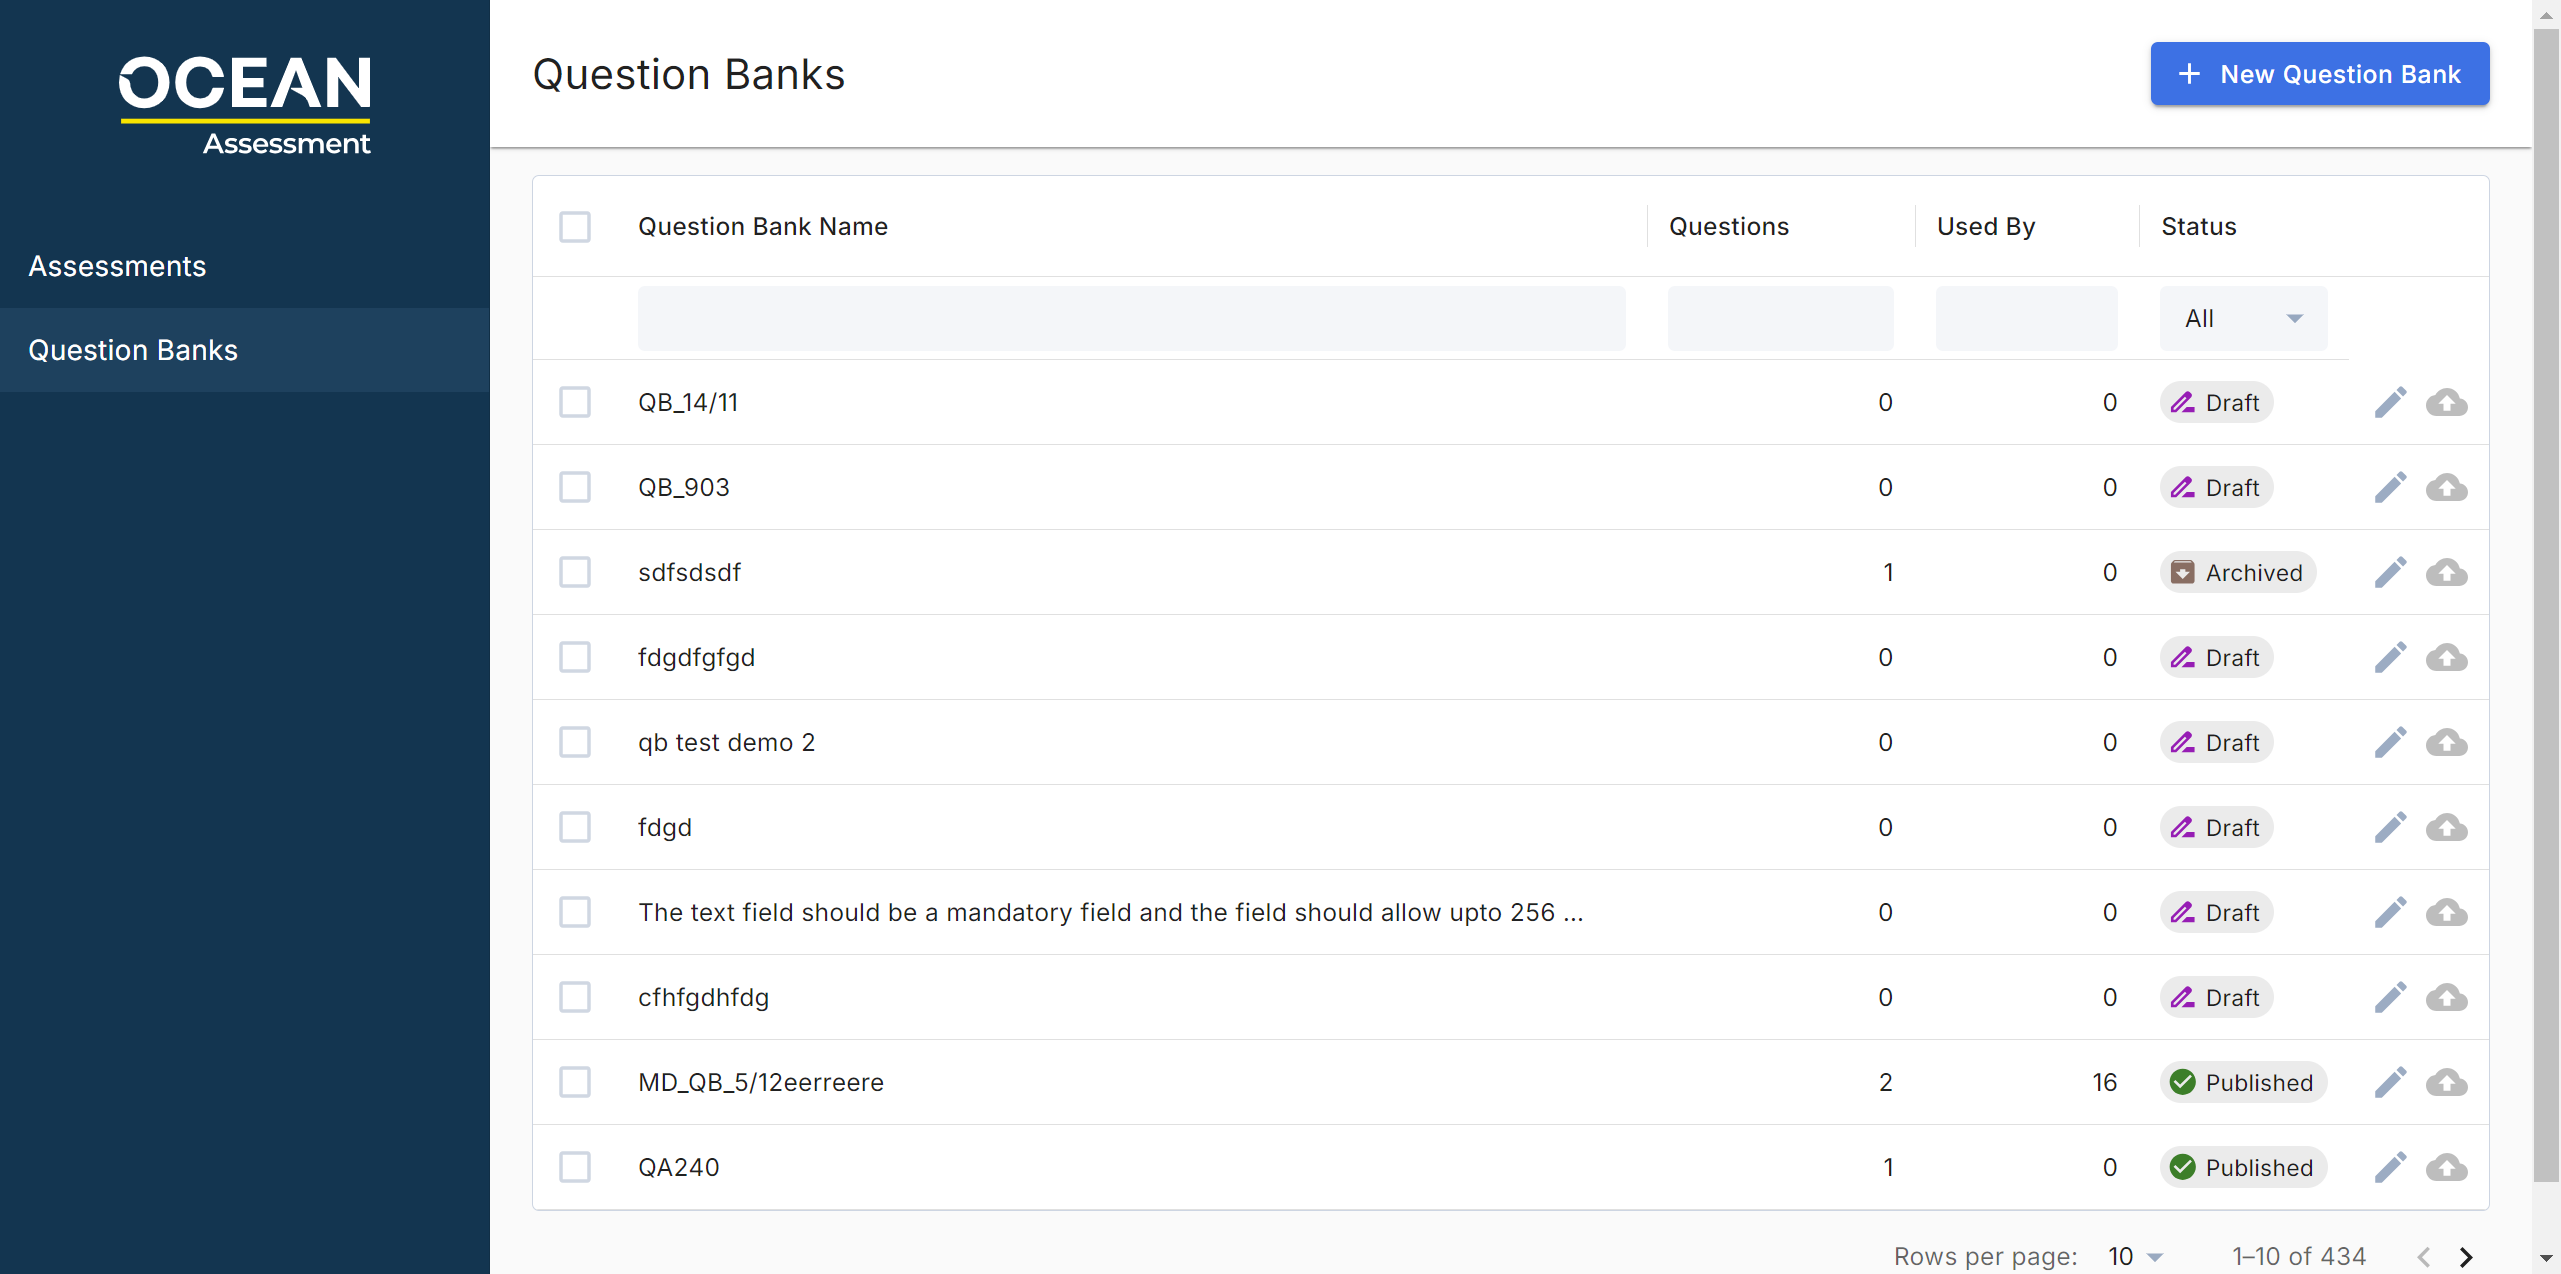 OCEAN
Assessment
Assessments
Question Banks
Question Banks
New Question Bank
Question Bank Name Questions Used By Status
All
QB_14/11 0 0 Draft
QB_903 0 0 Draft
sdfsdsdf 1 0 Archived
fdgdfgfgd 0 0 Draft
qb test demo 2 0 0 Draft
fdgd 0 0 Draft
The text field should be a mandatory field and the field should allow upto 256 ... 0 0 Draft
cfhfgdhfdg 0 0 Draft
MD_QB_5/12eerreere 2 16 Published
QA240 1 0 Published
Rows per page: 10 1–10 of 434